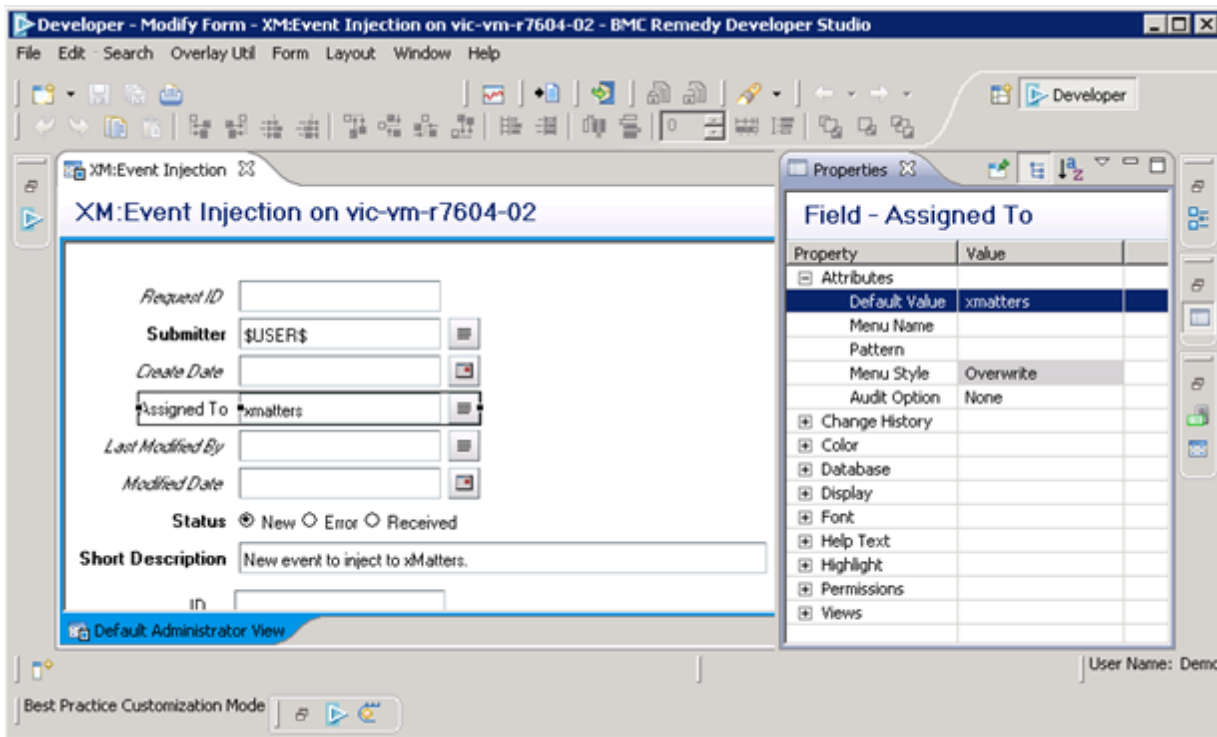 Developer - Modify Form - XM:Event Injection on vic-vm-r7604-02 - BMC Remedy Developer Studio
File Edit Search Overlay Util Form Layout Window Help
Developer
0
XM:Event Injection
XM:Event Injection on vic-vm-r7604-02
Request ID
Submitter $USER$
Create Date
Assigned To xmatters
Last Modified By
Modified Date
Status New Error Received
Short Description New event to inject to xMatters.
ID
Default Administrator View
Properties
Field - Assigned To
Property Value
Attributes
Default Value xmatters
Menu Name
Pattern
Menu Style Overwrite
Audit Option None
Change History
Color
Database
Display
Font
Help Text
Highlight
Permissions
Views
User Name: Demo
Best Practice Customization Mode